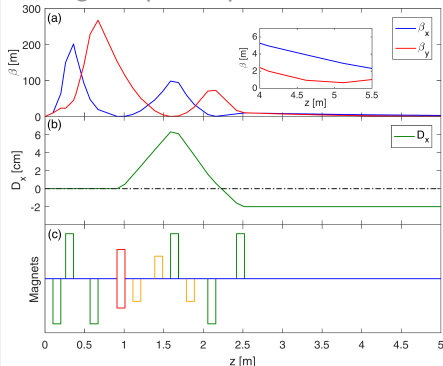 (a)
300
200
100
0
β [m]
βx
βy
6
4
2
0
β [m]
4 4.5 5 5.5
z [m]
(b)
6
4
2
0
-2
Dx [cm]
Dx
(c)
Magnets
0 0.5 1 1.5 2 2.5 3 3.5 4 4.5 5
z [m]